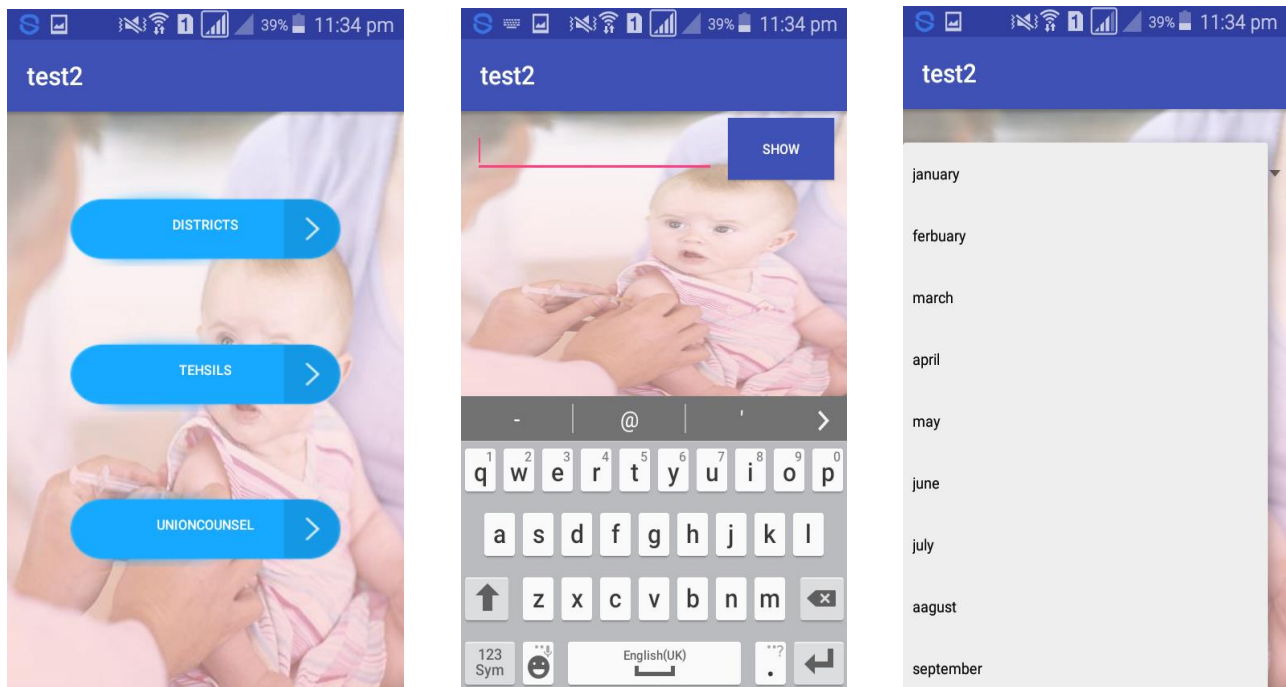 39% 11:34 pm
test2
DISTRICTS
TEHSILS
UNIONCOUNSEL
39% 11:34 pm
test2
SHOW
- @ '
1 2 3 4 5 6 7 8 9 0
q w e r t y u i o p
a s d f g h j k l
z x c v b n m
123
Sym
English(UK)
. ?
1 39% 11:34 pm
test2
january
ferbuary
march
april
may
june
july
aagust
september